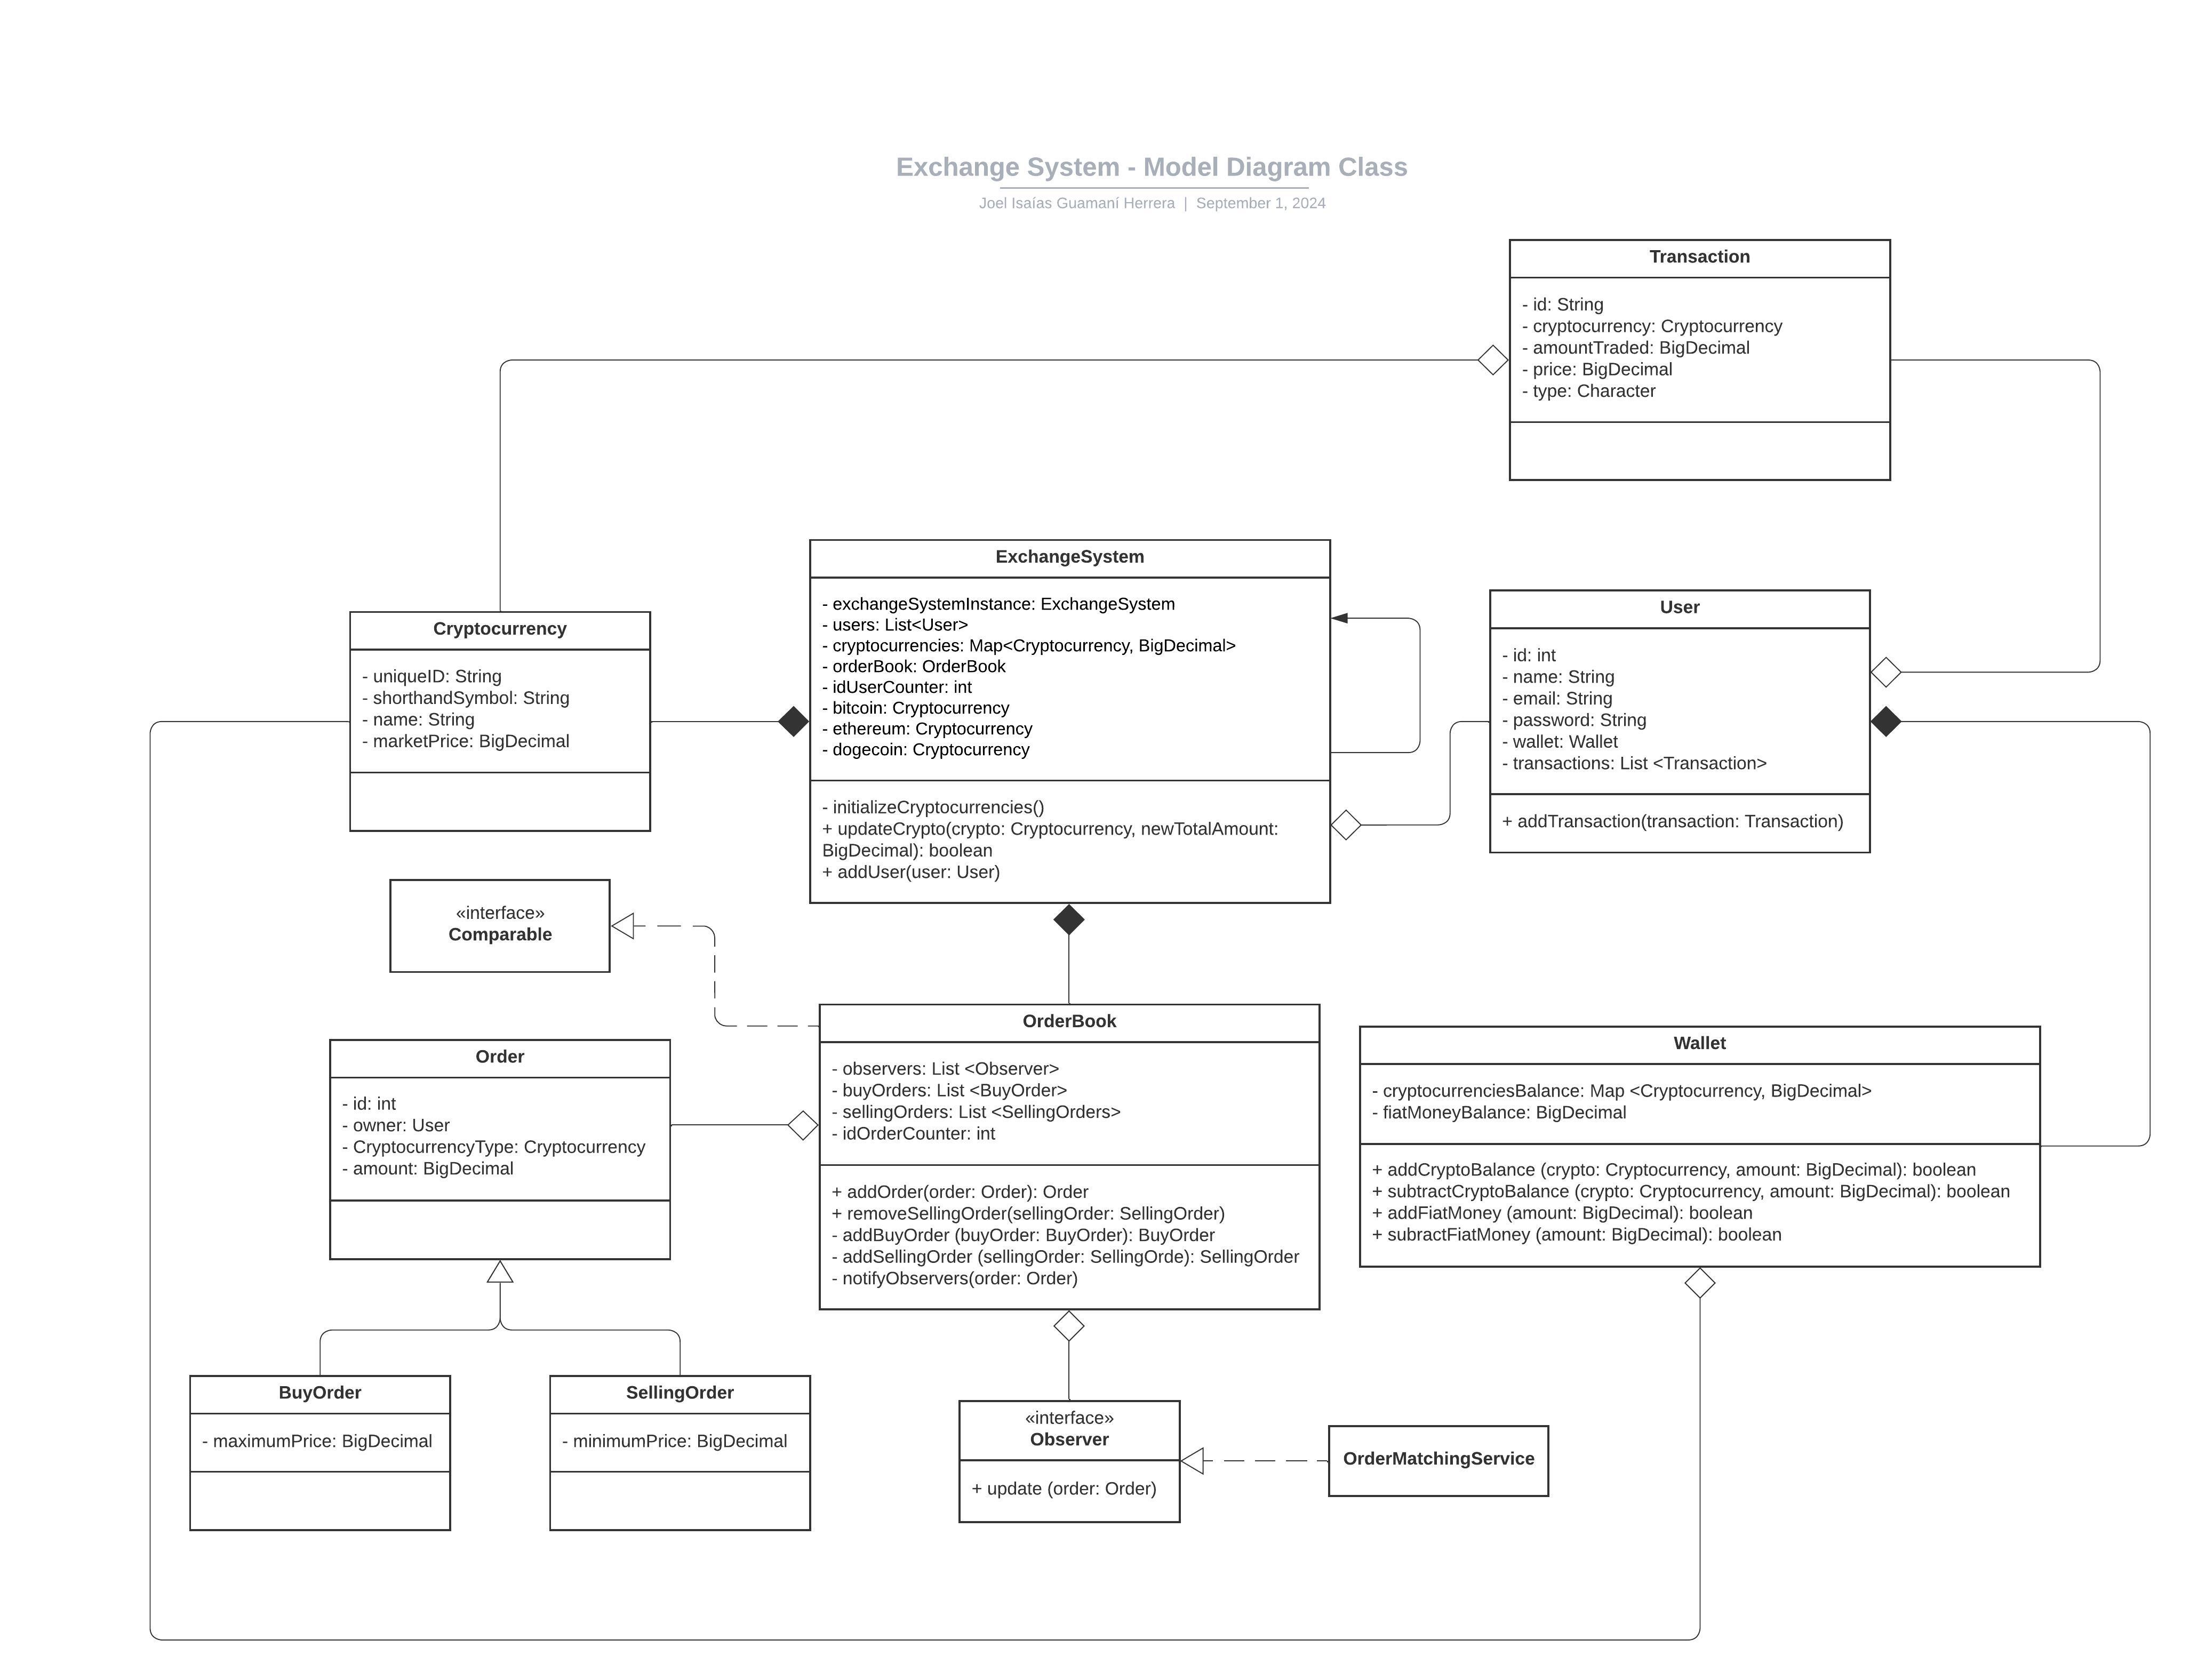 Exchange System - Model Diagram Class
Joel Isaías Guamaní Herrera | September 1, 2024
Transaction
- id: String
- cryptocurrency: Cryptocurrency
- amountTraded: BigDecimal
- price: BigDecimal
- type: Character
ExchangeSystem
- exchangeSystemInstance: ExchangeSystem
- users: List<User>
- cryptocurrencies: Map<Cryptocurrency, BigDecimal>
- orderBook: OrderBook
- idUserCounter: int
- bitcoin: Cryptocurrency
- ethereum: Cryptocurrency
- dogecoin: Cryptocurrency
- initializeCryptocurrencies()
+ updateCrypto(crypto: Cryptocurrency, newTotalAmount:
BigDecimal): boolean
+ addUser(user: User)
User
- id: int
- name: String
- email: String
- password: String
- wallet: Wallet
- transactions: List <Transaction>
+ addTransaction(transaction: Transaction)
Cryptocurrency
- uniqueID: String
- shorthandSymbol: String
- name: String
- marketPrice: BigDecimal
«interface»
Comparable
Order
- id: int
- owner: User
- CryptocurrencyType: Cryptocurrency
- amount: BigDecimal
OrderBook
- observers: List <Observer>
- buyOrders: List <BuyOrder>
- sellingOrders: List <SellingOrders>
- idOrderCounter: int
+ addOrder(order: Order): Order
+ removeSellingOrder(sellingOrder: SellingOrder)
- addBuyOrder (buyOrder: BuyOrder): BuyOrder
- addSellingOrder (sellingOrder: SellingOrde): SellingOrder
- notifyObservers(order: Order)
Wallet
- cryptocurrenciesBalance: Map <Cryptocurrency, BigDecimal>
- fiatMoneyBalance: BigDecimal
+ addCryptoBalance (crypto: Cryptocurrency, amount: BigDecimal): boolean
+ subtractCryptoBalance (crypto: Cryptocurrency, amount: BigDecimal): boolean
+ addFiatMoney (amount: BigDecimal): boolean
+ subractFiatMoney (amount: BigDecimal): boolean
BuyOrder
- maximumPrice: BigDecimal
SellingOrder
- minimumPrice: BigDecimal
«interface»
Observer
+ update (order: Order)
OrderMatchingService